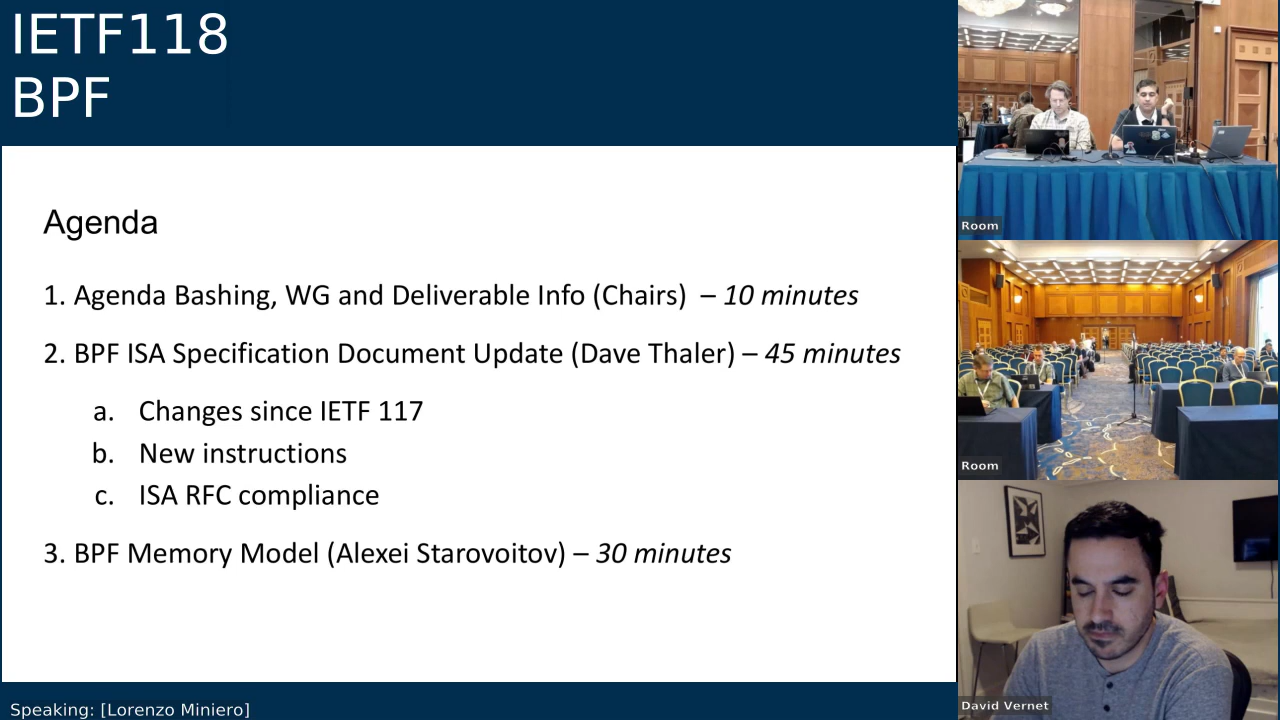 IETF118
BPF
Agenda
1. Agenda Bashing, WG and Deliverable Info (Chairs) – 10 minutes
2. BPF ISA Specification Document Update (Dave Thaler) – 45 minutes
a. Changes since IETF 117
b. New instructions
c. ISA RFC compliance
3. BPF Memory Model (Alexei Starovoitov) – 30 minutes
Speaking: [Lorenzo Miniero]
Room
Room
David Vernet